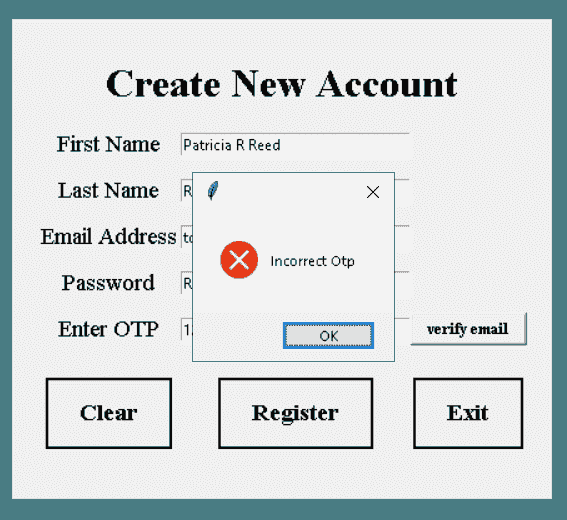 Create New Account
First Name Patricia R Reed
Last Name R
Email Address to
Password R
Incorrect Otp
Enter OTP 1 verify email
OK
Clear Register Exit